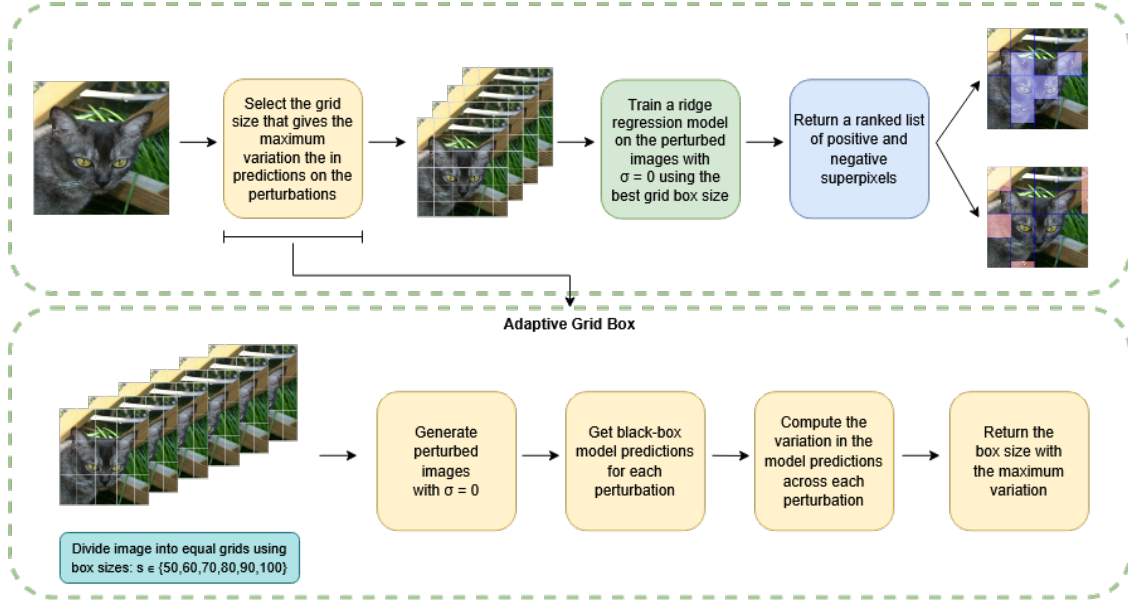 Select the grid
size that gives the
maximum
variation the in
predictions on the
perturbations
Train a ridge
regression model
on the perturbed
images with
σ = 0 using the
best grid box size
Return a ranked list
of positive and
negative
superpixels
Adaptive Grid Box
Divide image into equal grids using
box sizes: s ∈ {50,60,70,80,90,100}
Generate
perturbed
images
with σ = 0
Get black-box
model predictions
for each
perturbation
Compute the
variation in the
model predictions
across each
perturbation
Return the
box size with
the maximum
variation